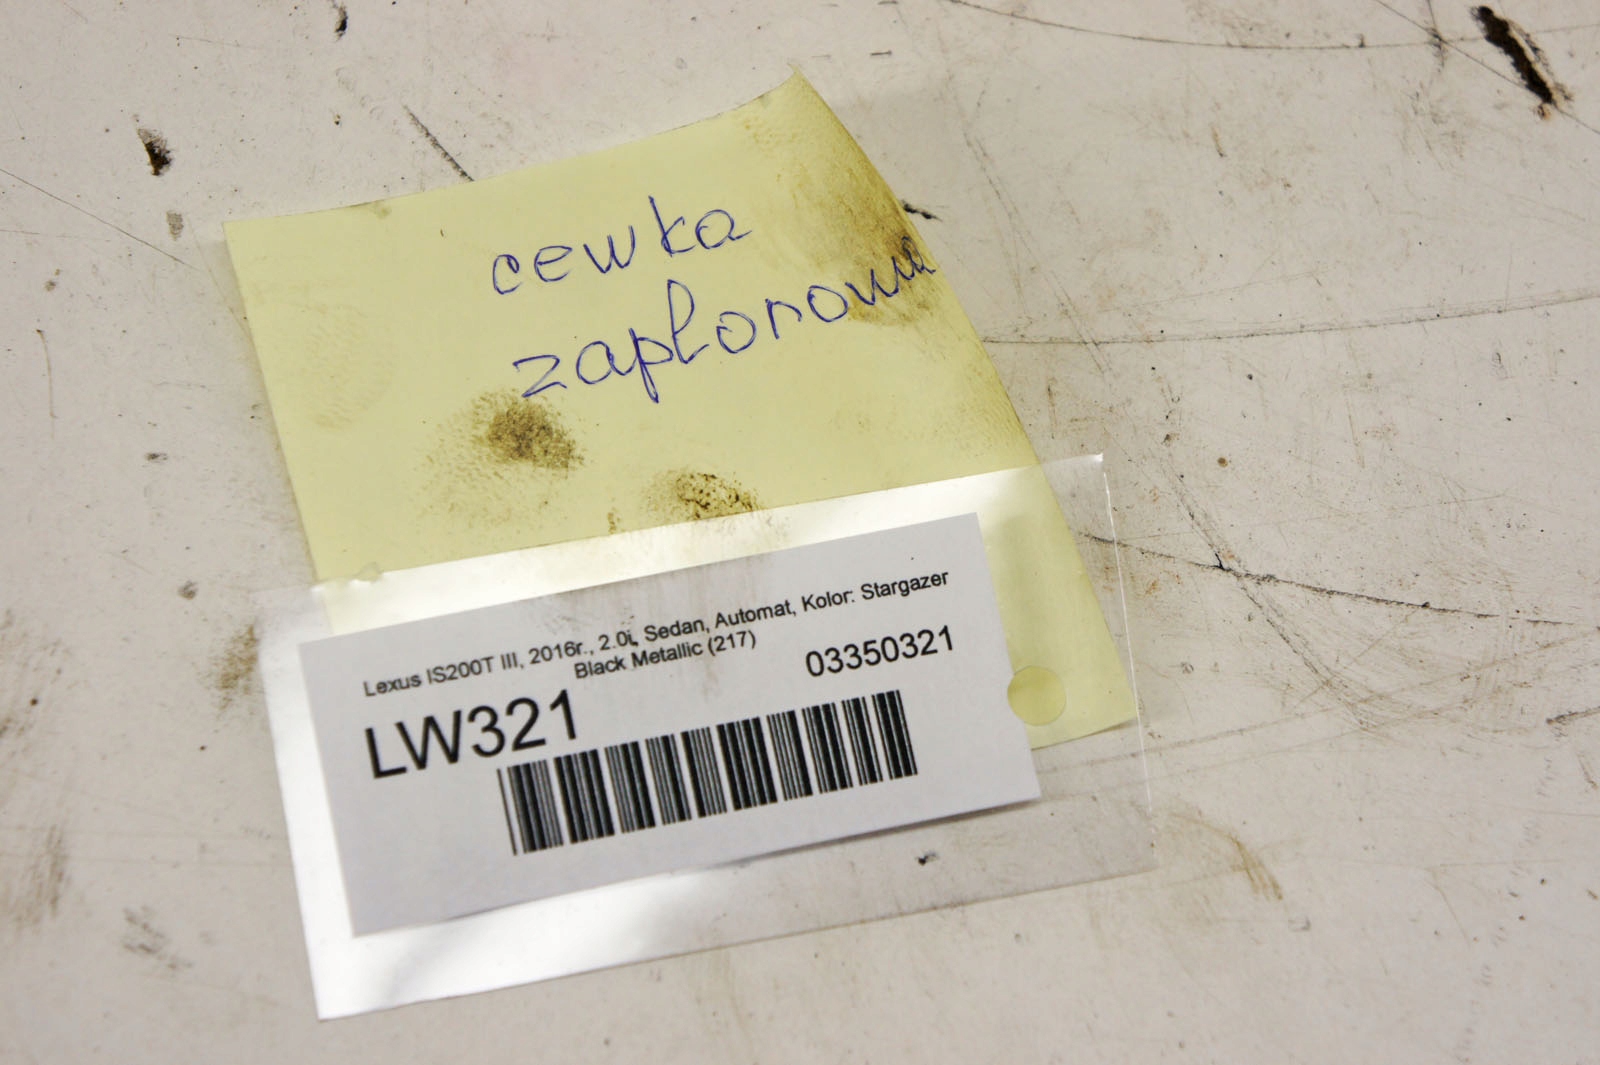 cewka
zapłonowa
Lexus IS200T III, 2016r., 2.0i, Sedan, Automat, Kolor: Stargazer
Black Metallic (217)
03350321
LW321